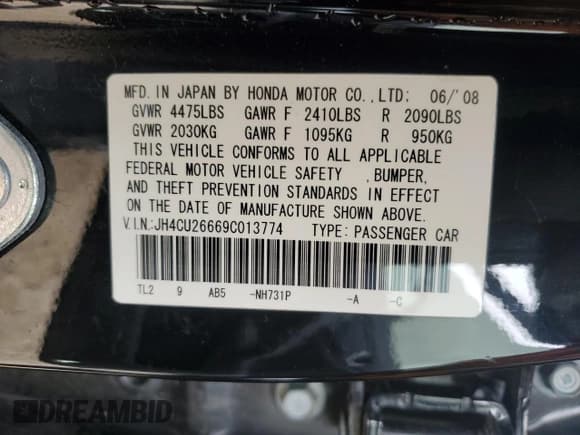 MFD. IN JAPAN BY HONDA MOTOR CO.,LTD: 06/'08
GVWR 4475LBS GAWR F 2410LBS R 2090LBS
GVWR 2030KG GAWR F 1095KG R 950KG
THIS VEHICLE CONFORMS TO ALL APPLICABLE
FEDERAL MOTOR VEHICLE SAFETY ,BUMPER,
AND THEFT PREVENTION STANDARDS IN EFFECT
ON THE DATE OF MANUFACTURE SHOWN ABOVE.
V.I.N.:JH4CU26669C013774 TYPE: PASSENGER CAR
TL2 9 AB5 -NH731P -A -C
DREAMBID